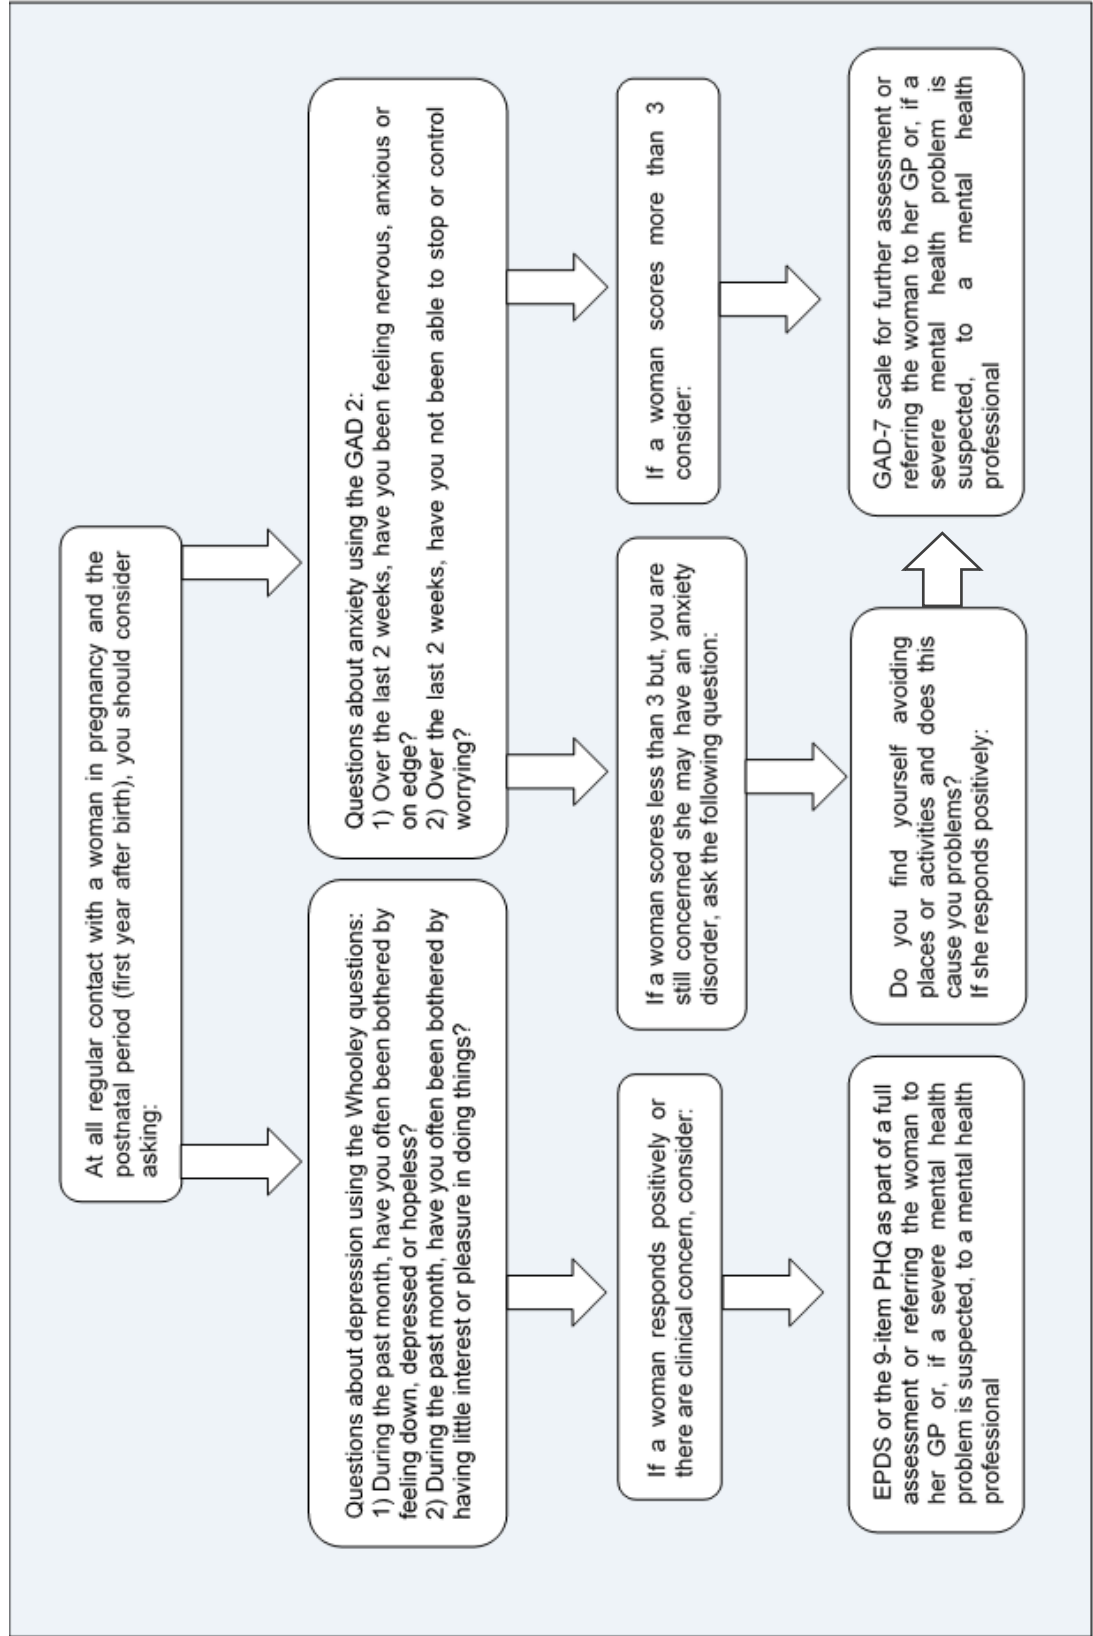 At all regular contact with a woman in pregnancy and the
postnatal period (first year after birth), you should consider
asking:
Questions about depression using the Whooley questions:
1) During the past month, have you often been bothered by
feeling down, depressed or hopeless?
2) During the past month, have you often been bothered by
having little interest or pleasure in doing things?
Questions about anxiety using the GAD 2:
1) Over the last 2 weeks, have you been feeling nervous, anxious or
on edge?
2) Over the last 2 weeks, have you not been able to stop or control
worrying?
If a woman responds positively or
there are clinical concern, consider:
If a woman scores less than 3 but, you are
still concerned she may have an anxiety
disorder, ask the following question:
If a woman scores more than 3
consider:
EPDS or the 9-item PHQ as part of a full
assessment or referring the woman to
her GP or, if a severe mental health
problem is suspected, to a mental health
professional
Do you find yourself avoiding
places or activities and does this
cause you problems?
If she responds positively:
GAD-7 scale for further assessment or
referring the woman to her GP or, if a
severe mental health problem is
suspected, to a mental health
professional